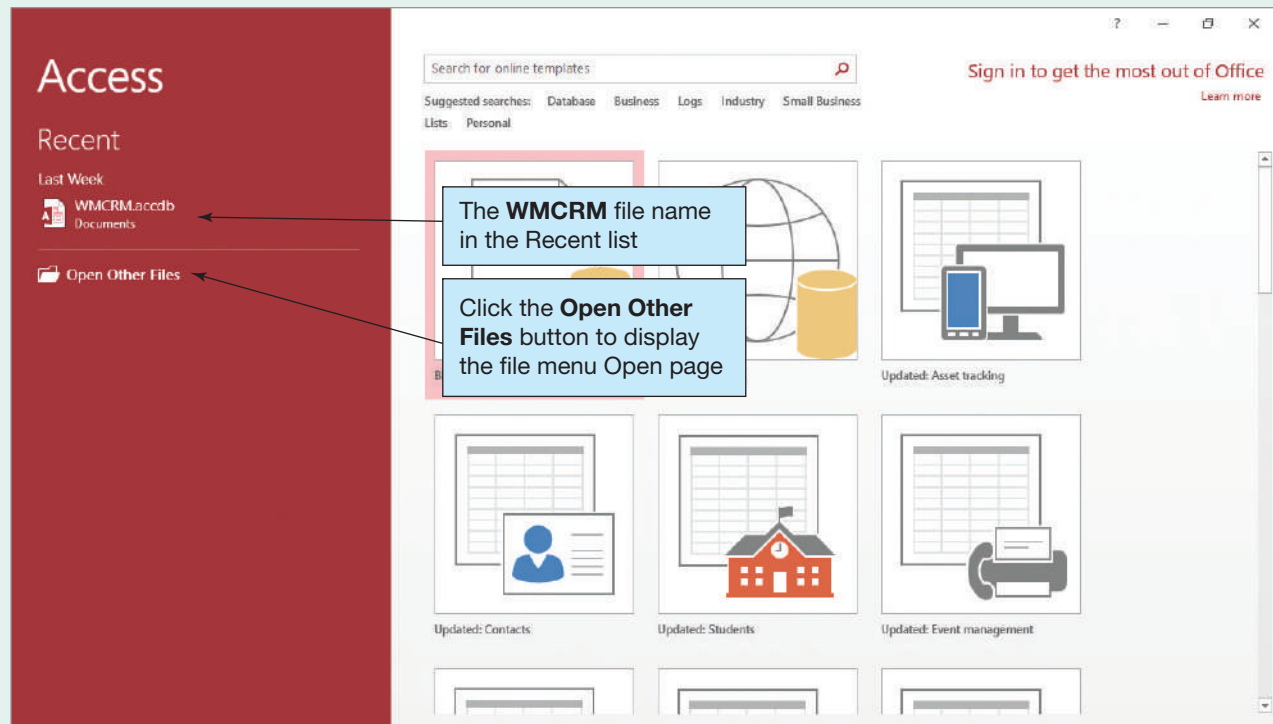 ?
Access
Search for online templates
Sign in to get the most out of Office
Learn more
Suggested searches: Database Business Logs Industry Small Business
Lists Personal
Recent
Last Week
WMCRM.accdb
Documents
Open Other Files
The WMCRM file name
in the Recent list
Click the Open Other
Files button to display
the file menu Open page
Updated: Asset tracking
Updated: Contacts
Updated: Students
Updated: Event management